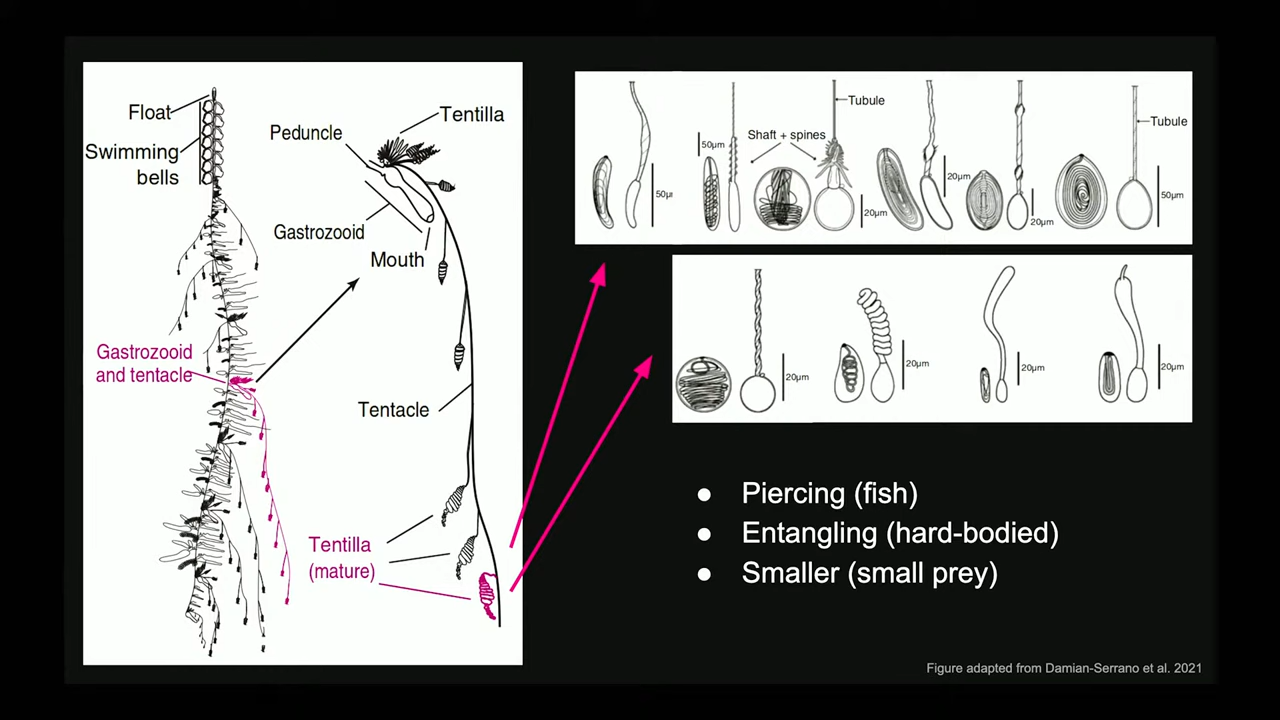 Float
Swimming
bells
Gastrozooid
and tentacle
Peduncle
Tentilla
Gastrozooid
Mouth
Tentacle
Tentilla
(mature)
Tubule
Shaft + spines
Tubule
50µ
50µm
20µm
20µm
20µm
50µm
20µm
20µm
20µm
20µm
● Piercing (fish)
● Entangling (hard-bodied)
● Smaller (small prey)
Figure adapted from Damian-Serrano et al. 2021